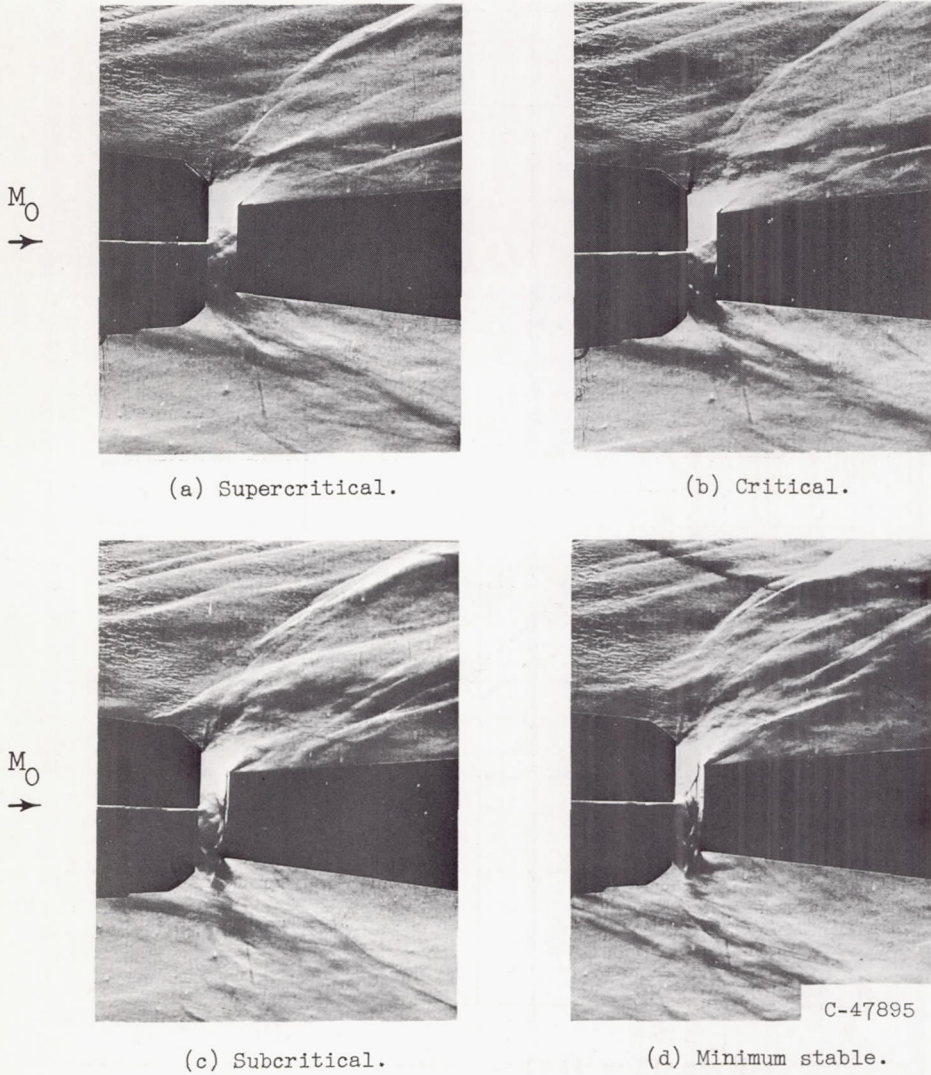 M0
(a) Supercritical.
(b) Critical.
M0
C-47895
(c) Subcritical.
(d) Minimum stable.